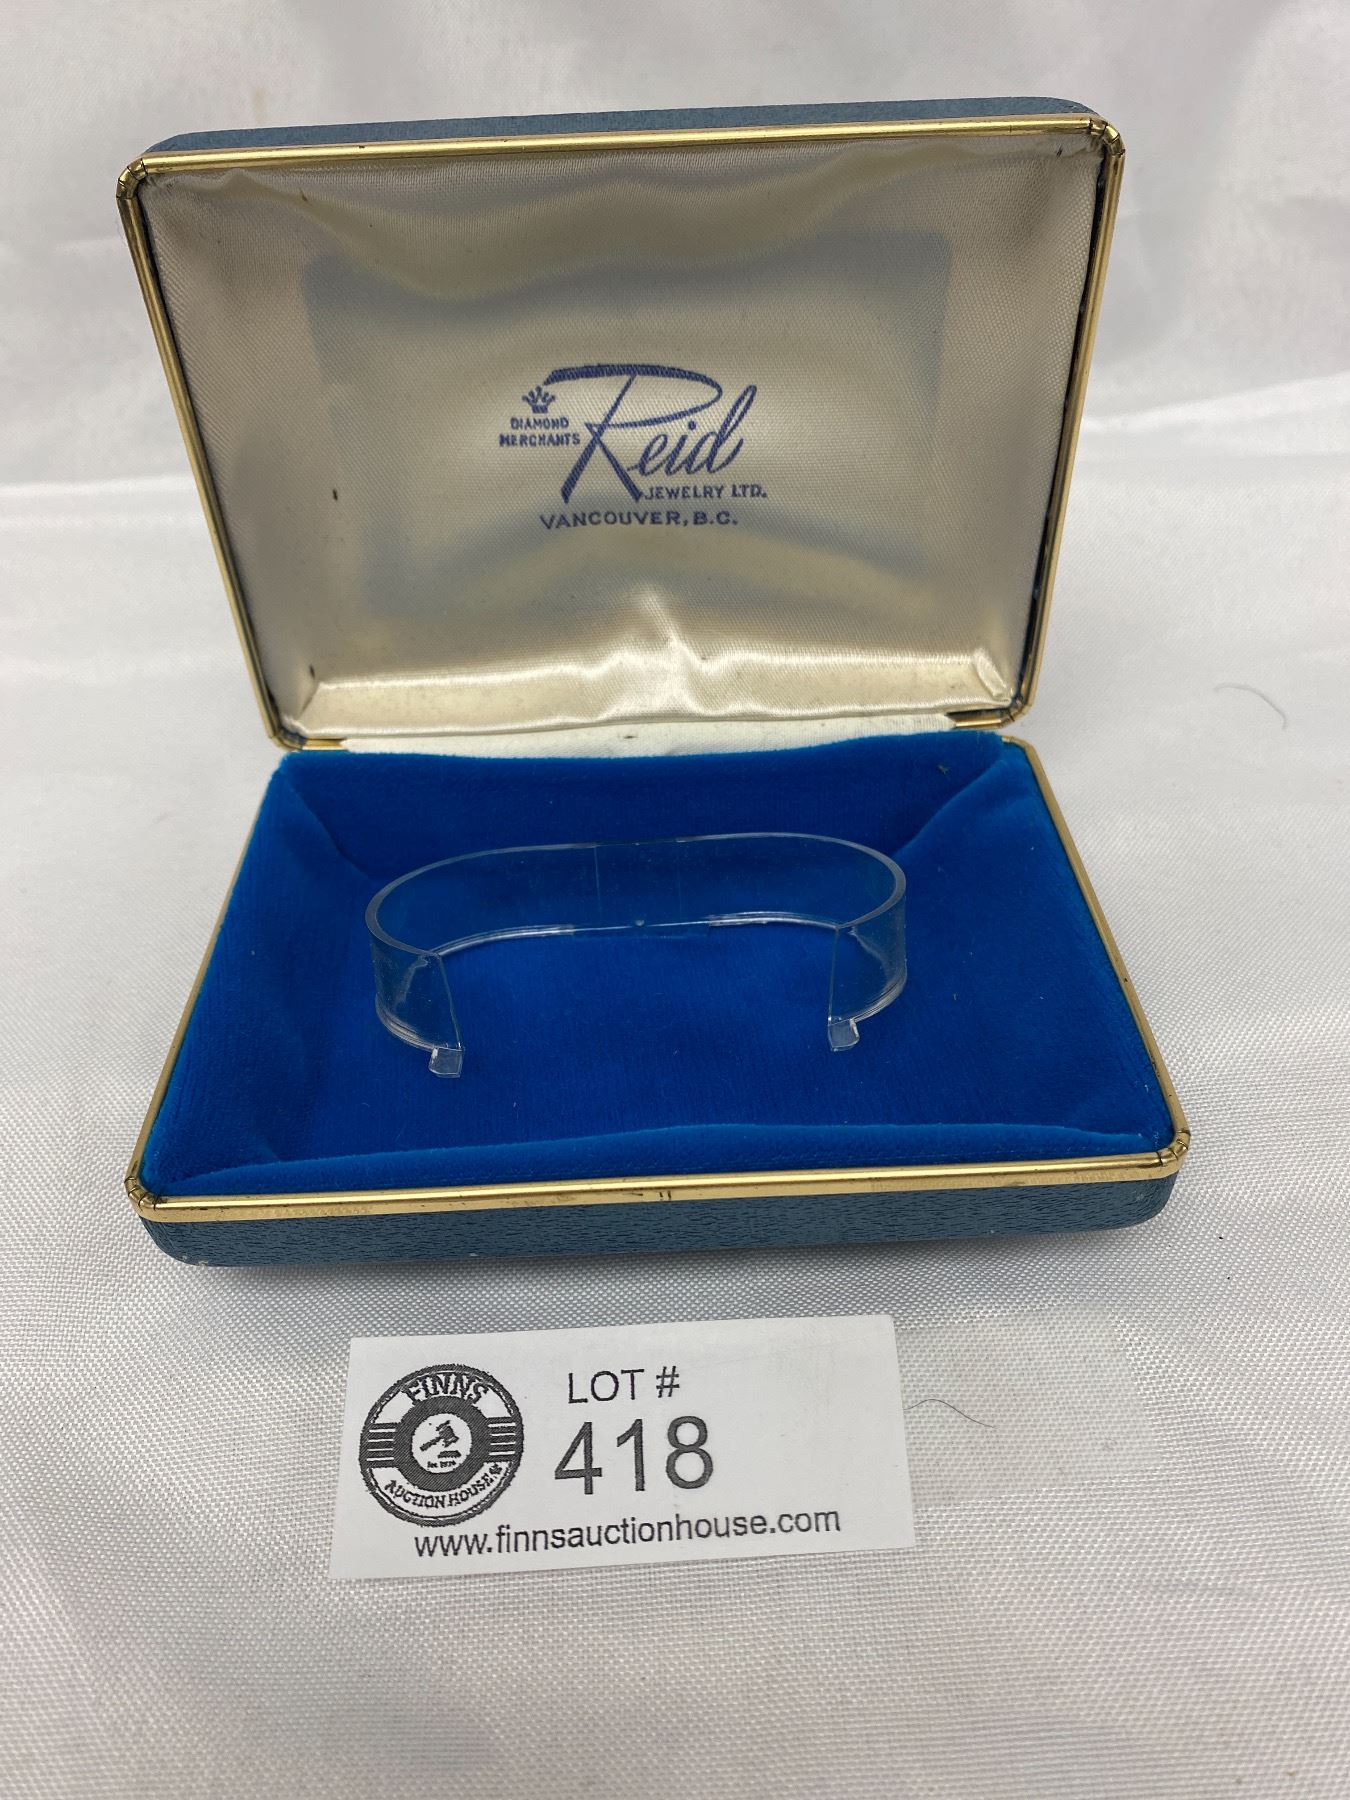 DIAMOND
MERCHANTS
Reid
JEWELRY LTD.
VANCOUVER, B.C.
FINNS
AUCTION HOUSE
LOT #
418
www.finnsauctionhouse.com